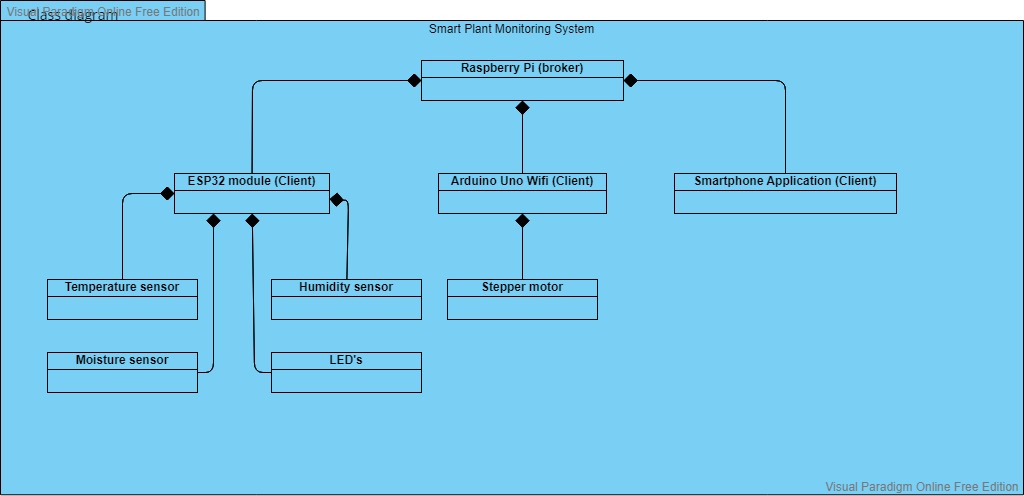 Visual Paradigm Online Free Edition
Class diagram
Smart Plant Monitoring System
Raspberry Pi (broker)
ESP32 module (Client)
Arduino Uno Wifi (Client)
Smartphone Application (Client)
Temperature sensor
Humidity sensor
Stepper motor
Moisture sensor
LED's
Visual Paradigm Online Free Edition